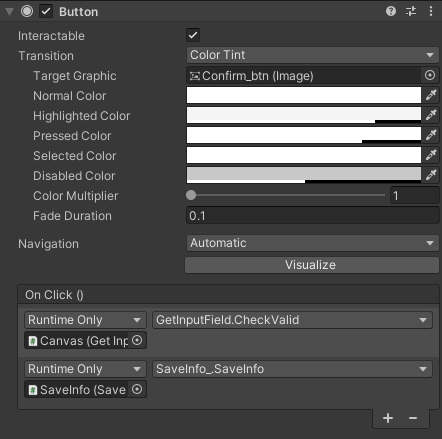 Button
Interactable
Transition Color Tint
Target Graphic Confirm_btn (Image)
Normal Color
Highlighted Color
Pressed Color
Selected Color
Disabled Color
Color Multiplier 1
Fade Duration 0.1
Navigation Automatic
Visualize
On Click ()
Runtime Only GetInputField.CheckValid
Canvas (Get Inp
Runtime Only SaveInfo_.SaveInfo
SaveInfo (Save